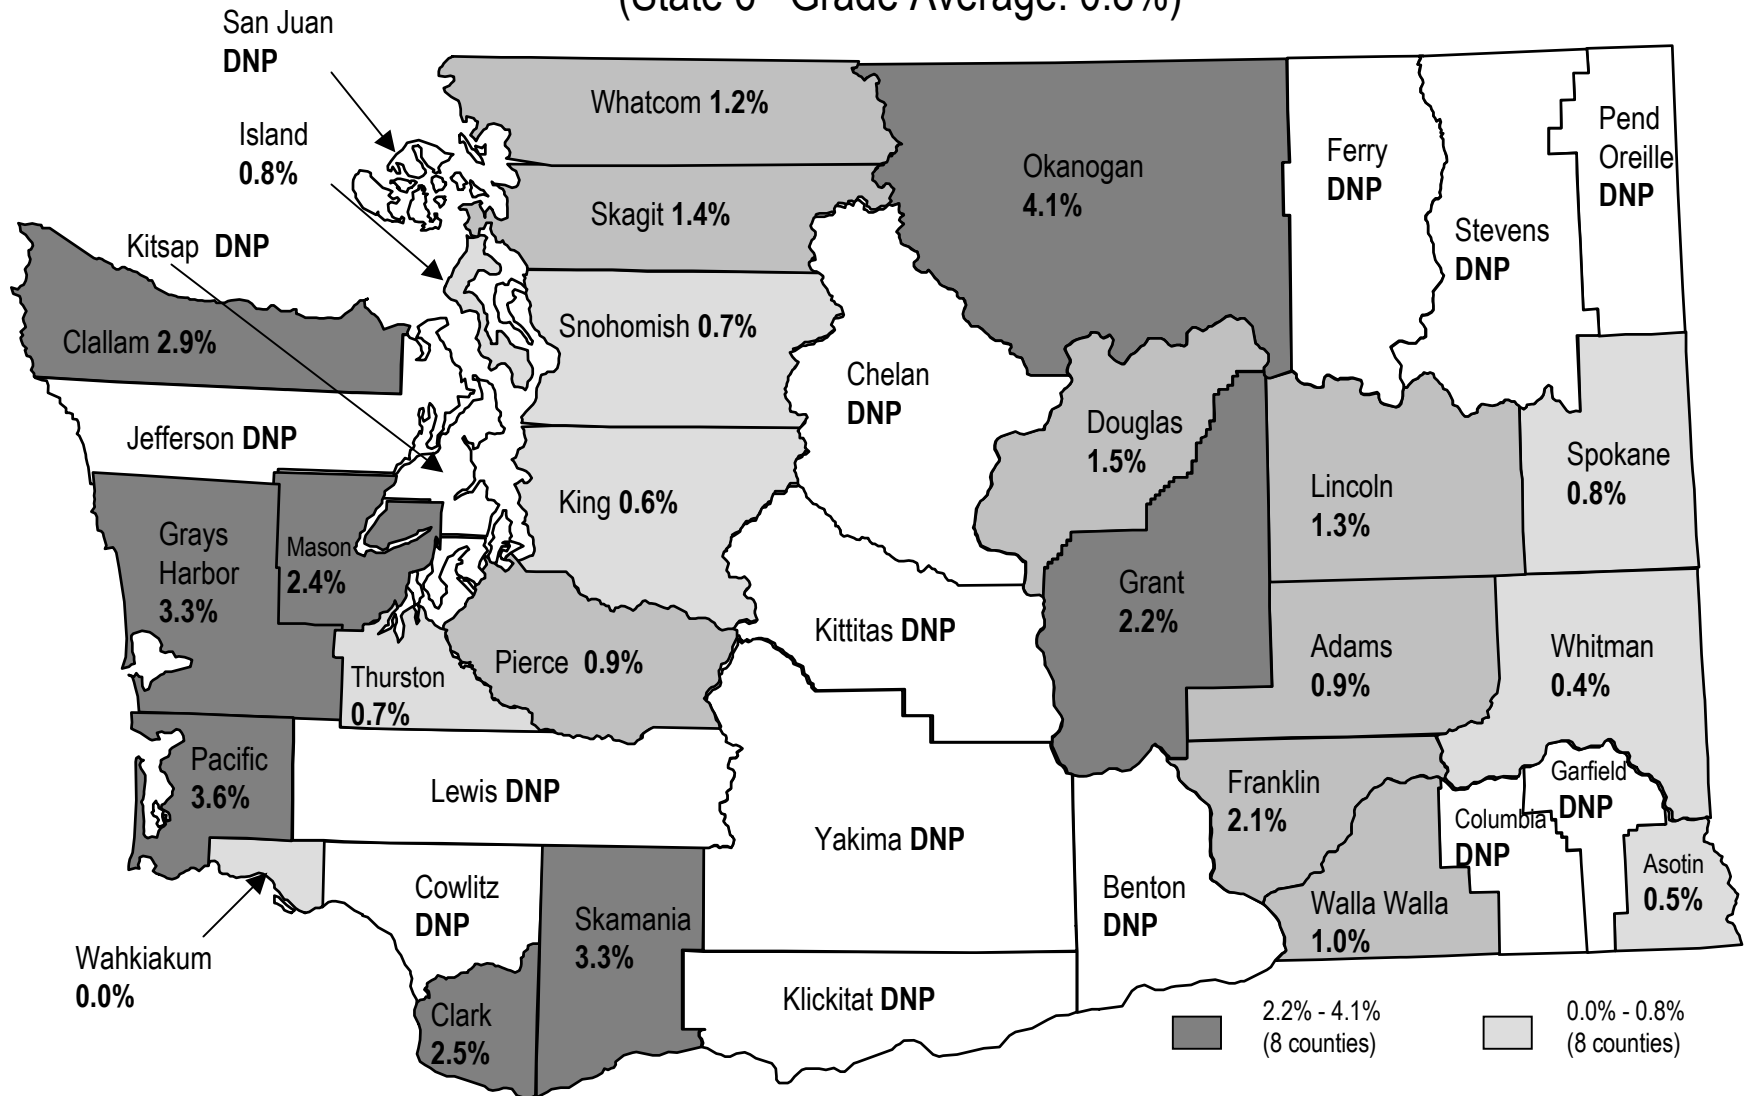 San Juan
DNP
Island
0.8%
Kitsap DNP
Whatcom 1.2%
Skagit 1.4%
Snohomish 0.7%
King 0.6%
Okanogan
4.1%
Ferry
DNP
Stevens
DNP
Pend
Oreille
DNP
Clallam 2.9%
Jefferson DNP
Grays
Harbor
3.3%
Mason
2.4%
Thurston
0.7%
Pierce 0.9%
Chelan
DNP
Kittitas DNP
Douglas
1.5%
Grant
2.2%
Lincoln
1.3%
Spokane
0.8%
Adams
0.9%
Whitman
0.4%
Pacific
3.6%
Lewis DNP
Yakima DNP
Franklin
2.1%
Garfield
DNP
Columbia
DNP
Asotin
0.5%
Walla Walla
1.0%
Benton
DNP
Cowlitz
DNP
Skamania
3.3%
Wahkiakum
0.0%
Clark
2.5%
Klickitat DNP
2.2% - 4.1%
(8 counties)
0.0% - 0.8%
(8 counties)